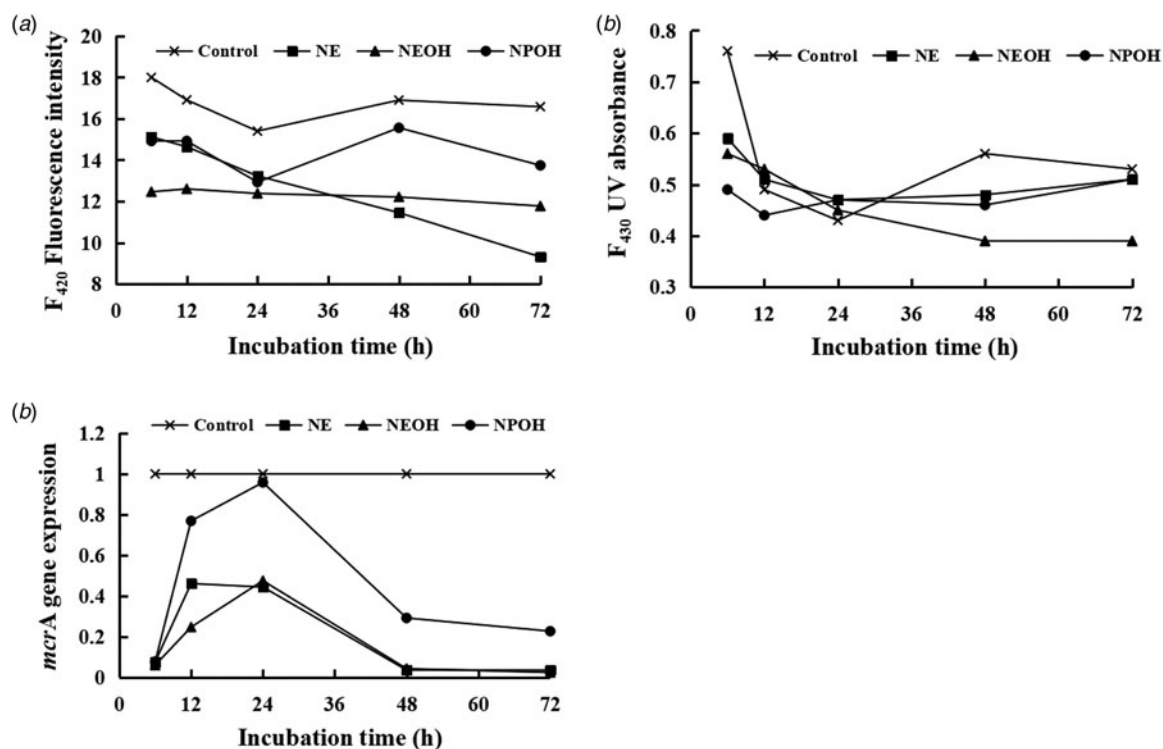 (a)
F420 Fluorescence intensity
20
18
16
14
12
10
8
Control NE NEOH NPOH
0 12 24 36 48 60 72
Incubation time (h)
(b)
F430 UV absorbance
0.8
0.7
0.6
0.5
0.4
0.3
Control NE NEOH NPOH
0 12 24 36 48 60 72
Incubation time (h)
(b)
mcrA gene expression
1.2
1
0.8
0.6
0.4
0.2
0
Control NE NEOH NPOH
0 12 24 36 48 60 72
Incubation time (h)